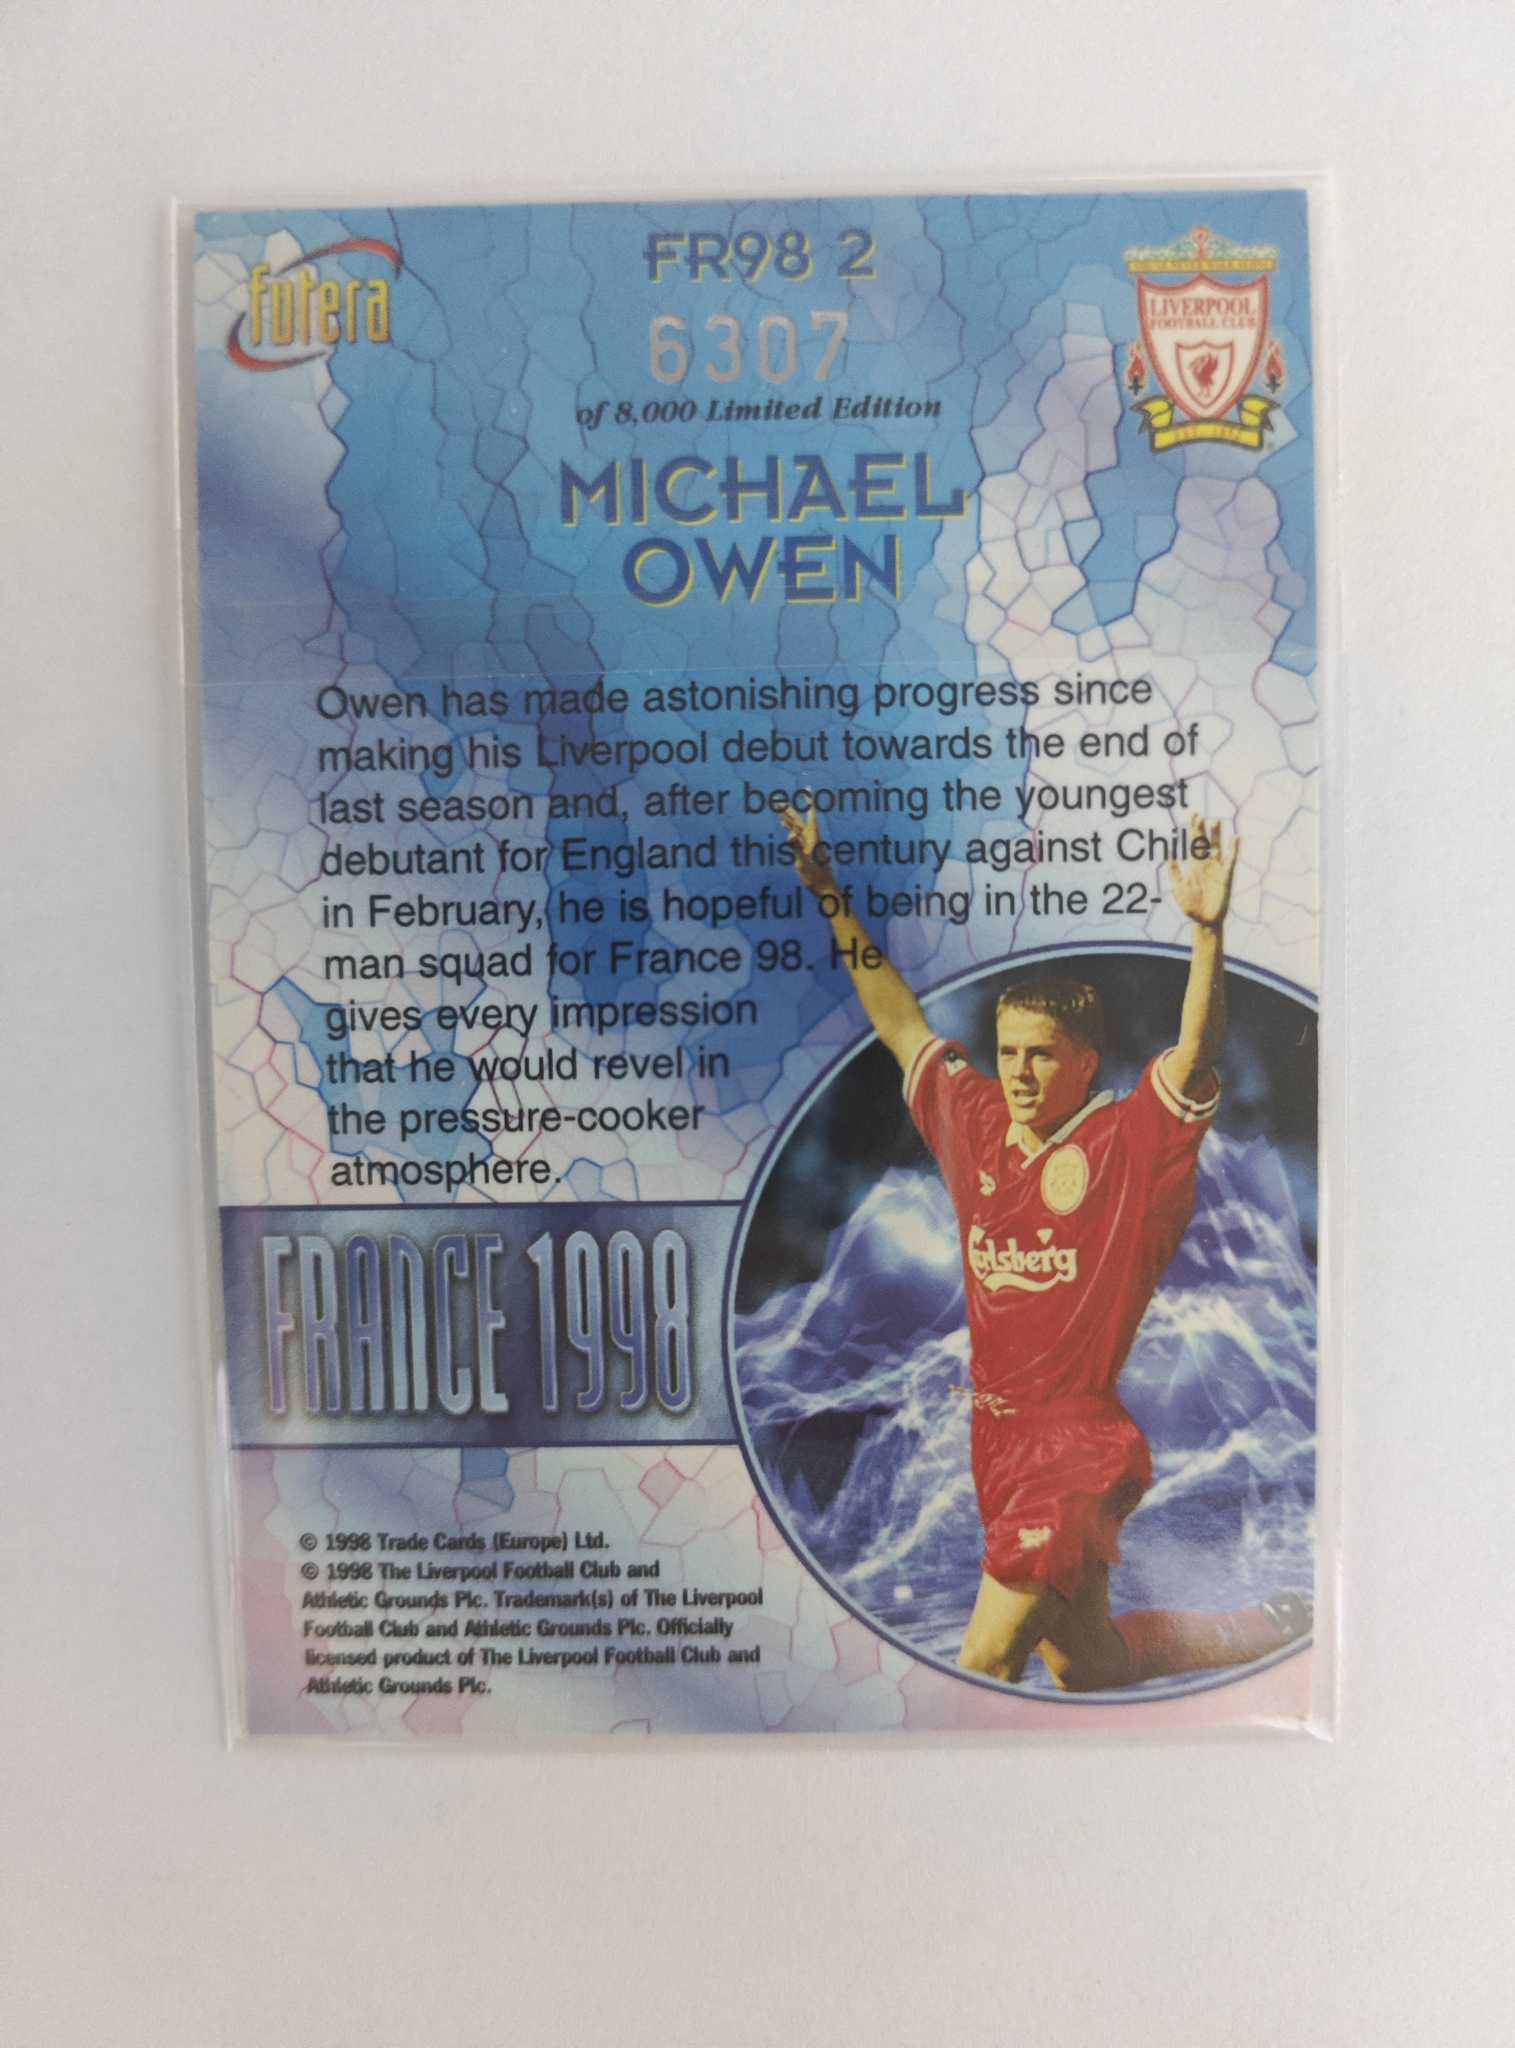 futera
FR98 2
6307
of 8,000 Limited Edition
LIVERPOOL
FOOTBALL CLUB
EST. 1892
MICHAEL
OWEN
Owen has made astonishing progress since
making his Liverpool debut towards the end of
last season and, after becoming the youngest
debutant for England this century against Chile
in February, he is hopeful of being in the 22-
man squad for France 98. He
gives every impression
that he would revel in
the pressure-cooker
atmosphere.
Carlsberg
FRANCE 1998
© 1998 Trade Cards (Europe) Ltd.
© 1998 The Liverpool Football Club and
Athletic Grounds Plc. Trademark(s) of The Liverpool
Football Club and Athletic Grounds Plc. Officially
licensed product of The Liverpool Football Club and
Athletic Grounds Plc.